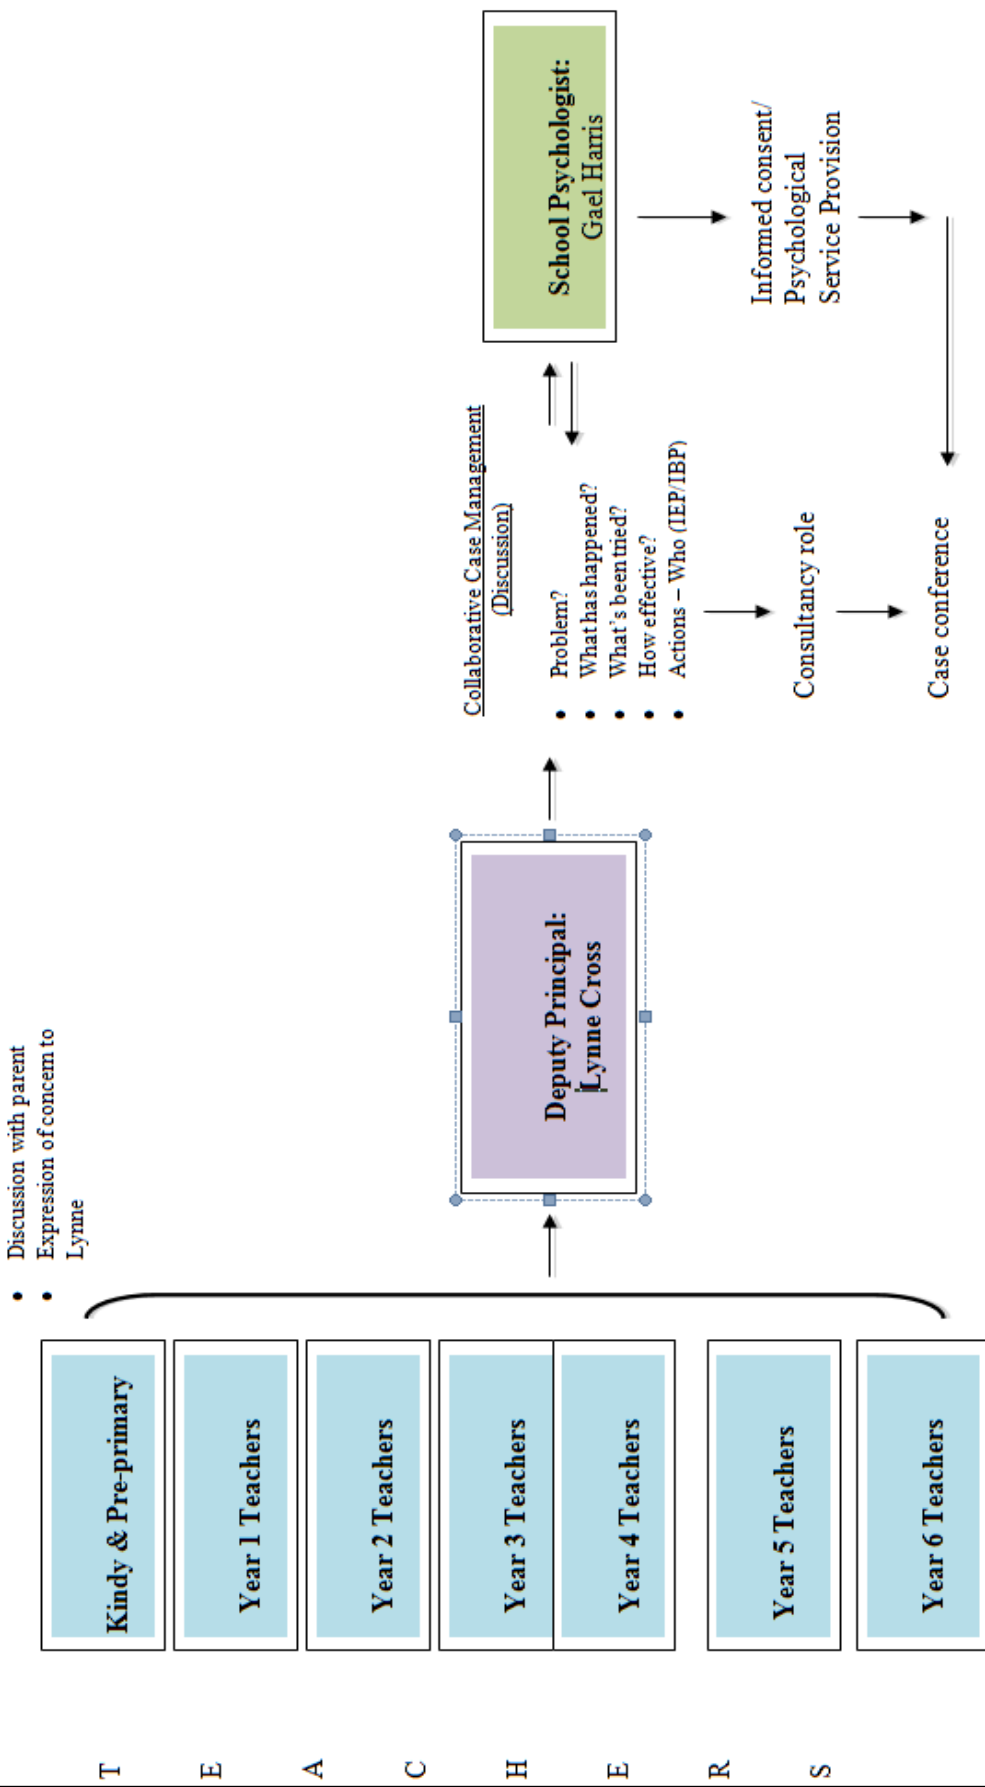 T
E
A
C
H
E
R
S
Kindy & Pre-primary
Year 1 Teachers
Year 2 Teachers
Year 3 Teachers
Year 4 Teachers
Year 5 Teachers
Year 6 Teachers
• Discussion with parent
• Expression of concern to
Lynne
Deputy Principal:
Lynne Cross
Collaborative Case Management
(Discussion)
• Problem?
• What has happened?
• What's been tried?
• How effective?
• Actions – Who (IEP/IBP)
Consultancy role
Case conference
School Psychologist:
Gael Harris
Informed consent/
Psychological
Service Provision